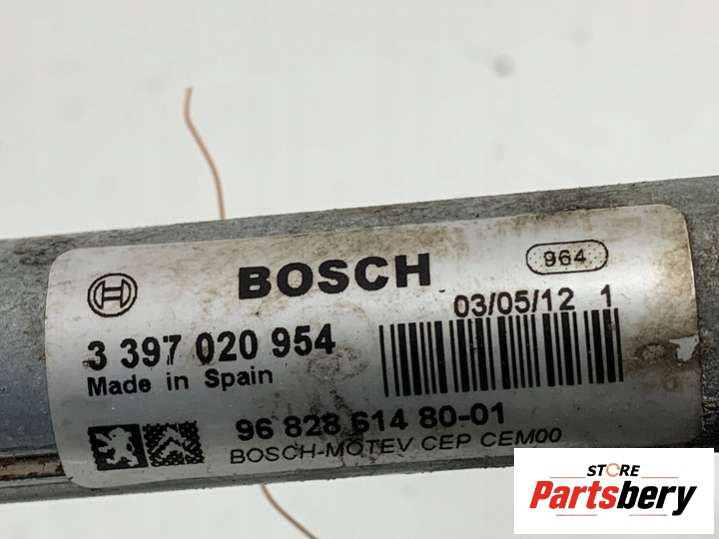 BOSCH
964
03/05/12 1
3 397 020 954
Made in Spain
96 828 614 80-01
BOSCH-MOTEV CEP CEM00
STORE
Partsbery